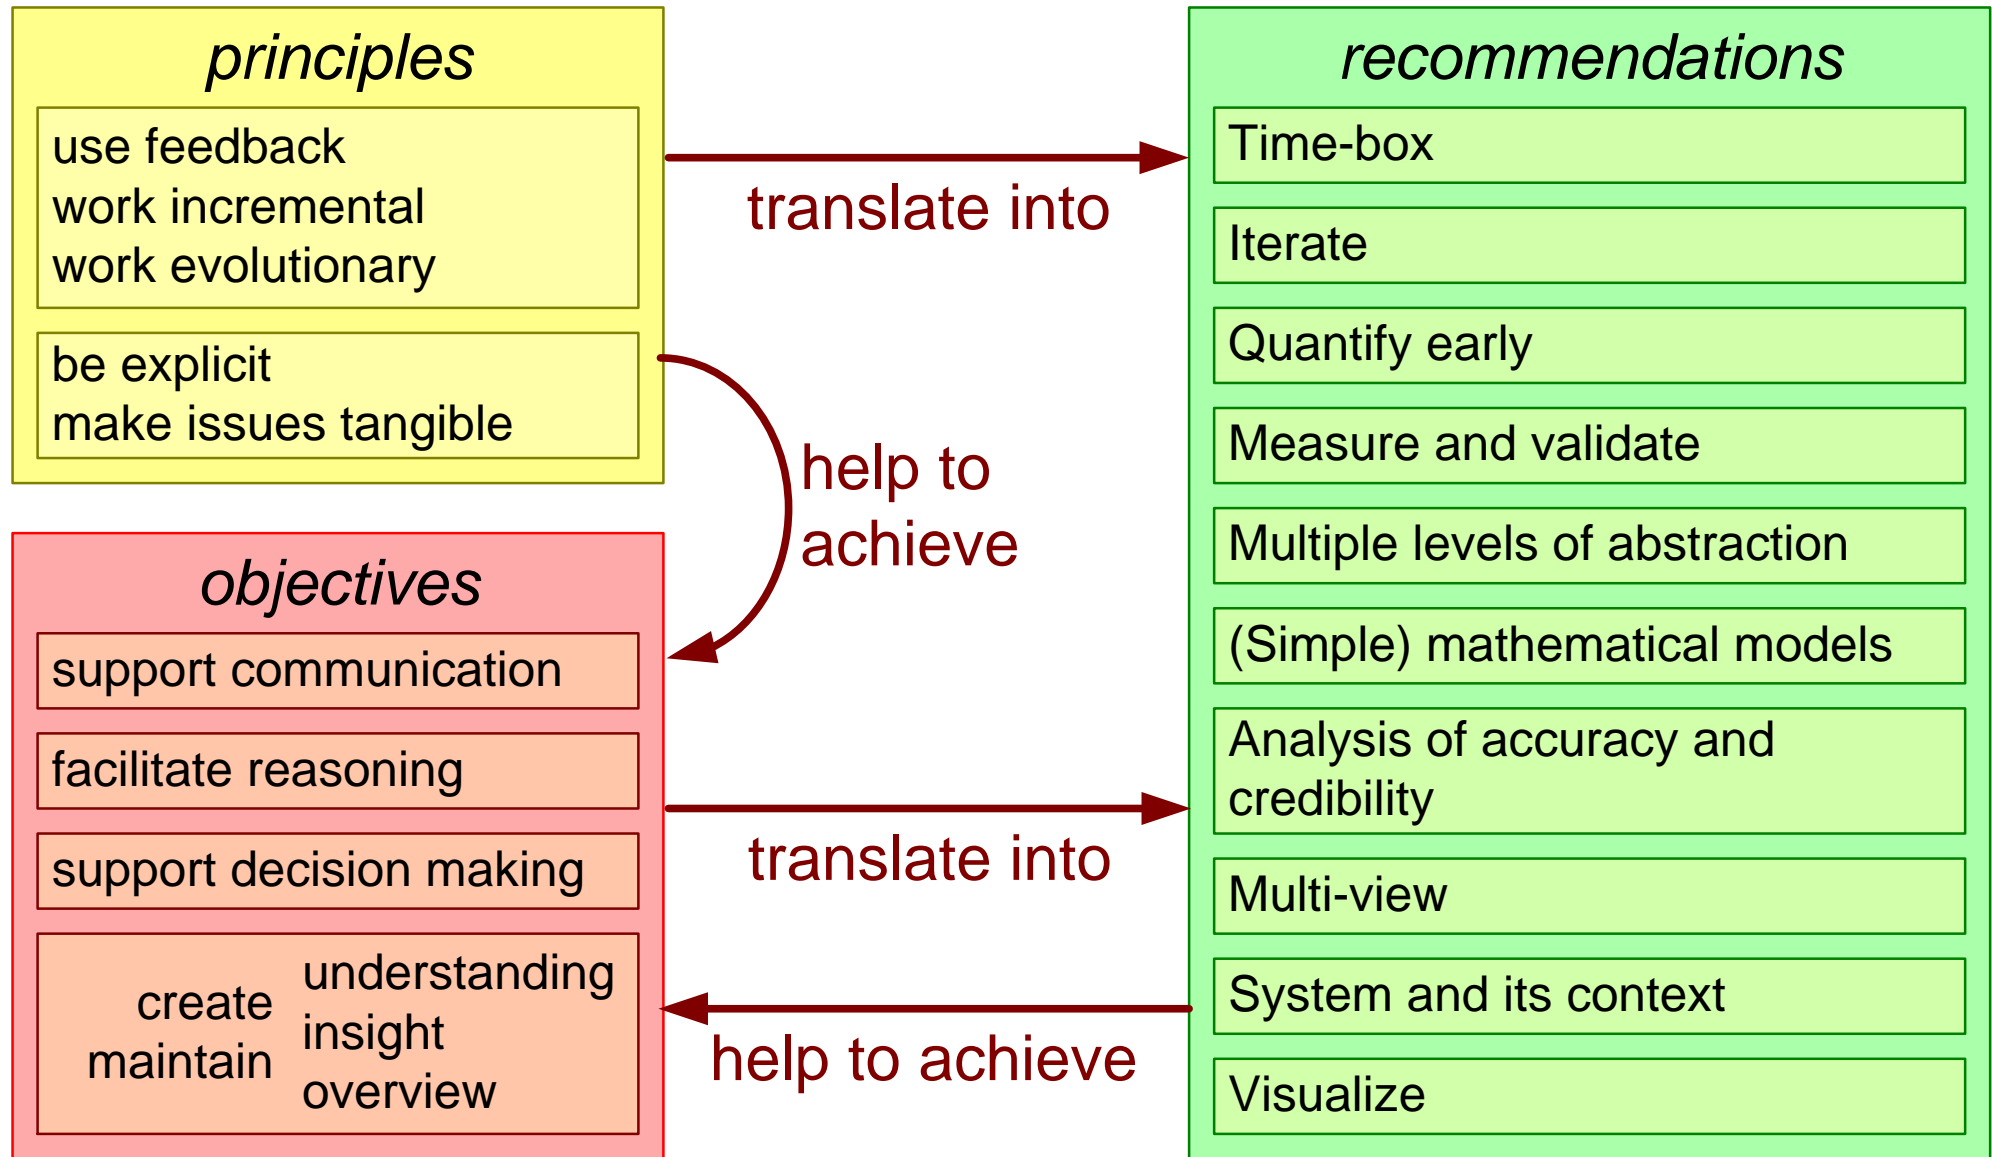 principles
use feedback
work incremental
work evolutionary
be explicit
make issues tangible
objectives
support communication
facilitate reasoning
support decision making
create
maintain
understanding
insight
overview
translate into
help to
achieve
translate into
help to achieve
recommendations
Time-box
Iterate
Quantify early
Measure and validate
Multiple levels of abstraction
(Simple) mathematical models
Analysis of accuracy and
credibility
Multi-view
System and its context
Visualize